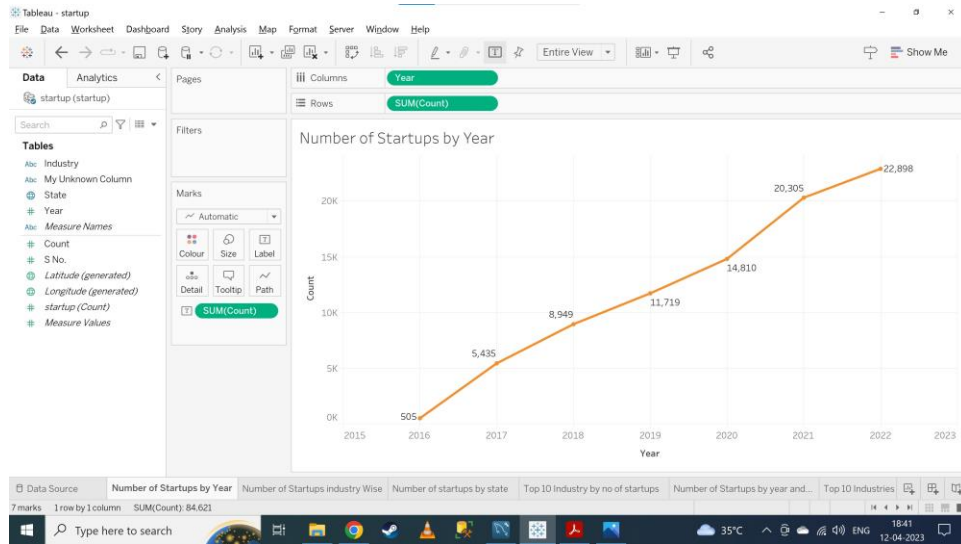 Tableau - startup
File Data Worksheet Dashboard Story Analysis Map Format Server Window Help
Entire View
Show Me
Data Analytics
startup (startup)
Search
Tables
Abc Industry
Abc My Unknown Column
State
# Year
Abc Measure Names
# Count
# S No.
Latitude (generated)
Longitude (generated)
# startup (Count)
# Measure Values
Pages
Filters
Marks
Automatic
Colour Size Label
Detail Tooltip Path
SUM(Count)
Columns Year
Rows SUM(Count)
Number of Startups by Year
Count
20K
15K
10K
5K
0K
505
5,435
8,949
11,719
14,810
20,305
22,898
2015 2016 2017 2018 2019 2020 2021 2022 2023
Year
Data Source Number of Startups by Year Number of Startups industry Wise Number of startups by state Top 10 Industry by no of startups Number of Startups by year and... Top 10 Industries
7 marks 1 row by 1 column SUM(Count): 84,621
Type here to search
35°C ENG 18:41
12-04-2023